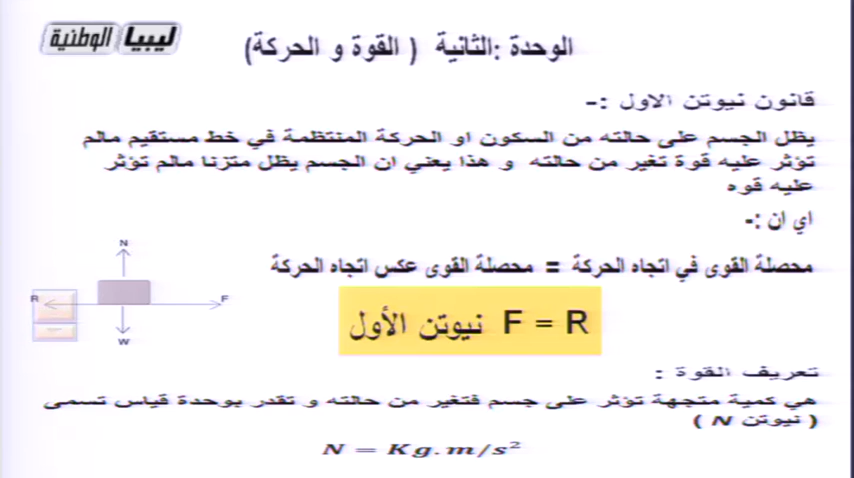 ليبيا الوطنية
الوحدة :الثانية ( القوة و الحركة)
قانون نيوتن الاول :-
يظل الجسم على حالته من السكون او الحركة المنتظمة في خط مستقيم مالم
تؤثر عليه قوة تغير من حالته و هذا يعني ان الجسم يظل متزنا مالم تؤثر
عليه قوه
اي ان :-
محصلة القوى في اتجاه الحركة = محصلة القوى عكس اتجاه الحركة
N
R
F
W
F = R نيوتن الأول
تعريف القوة :
هي كمية متجهة تؤثر على جسم فتغير من حالته و تقدر بوحدة قياس تسمى
( نيوتن N )
N = Kg.m/s²